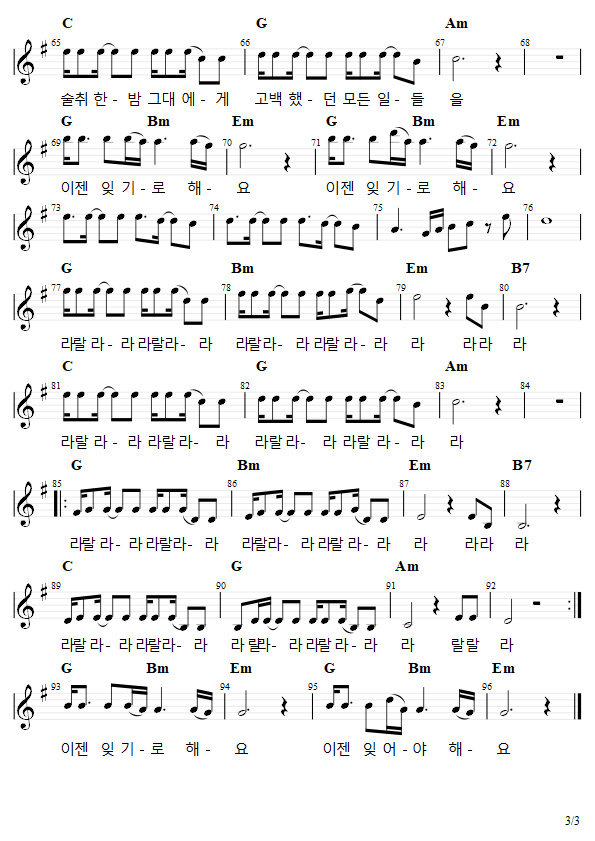 C G Am
65 66 67 68
술취 한- 밤 그대 에- 게 고백 했- 던 모든 일- 들 을
G Bm Em G Bm Em
69 70 71 72
이젠 잊 기- 로 해- 요 이젠 잊 기- 로 해- 요
73 74 75 76
G Bm Em B7
77 78 79 80
라랄 라- 라 라랄라- 라 라랄 라- 라 라랄라- 라 라 라라 라
C G Am
81 82 83 84
라랄 라- 라 라랄 라- 라 라랄 라- 라 라랄 라- 라 라
G Bm Em B7
85 86 87 88
라랄 라- 라 라랄라- 라 라랄라- 라 라랄 라- 라 라 라라 라
C G Am
89 90 91 92
라랄 라- 라 라랄라- 라 라 랄라- 라 라랄 라- 라 라 랄랄 라
G Bm Em G Bm Em
93 94 95 96
이젠 잊 기- 로 해- 요 이젠 잊 어- 야 해- 요
3/3